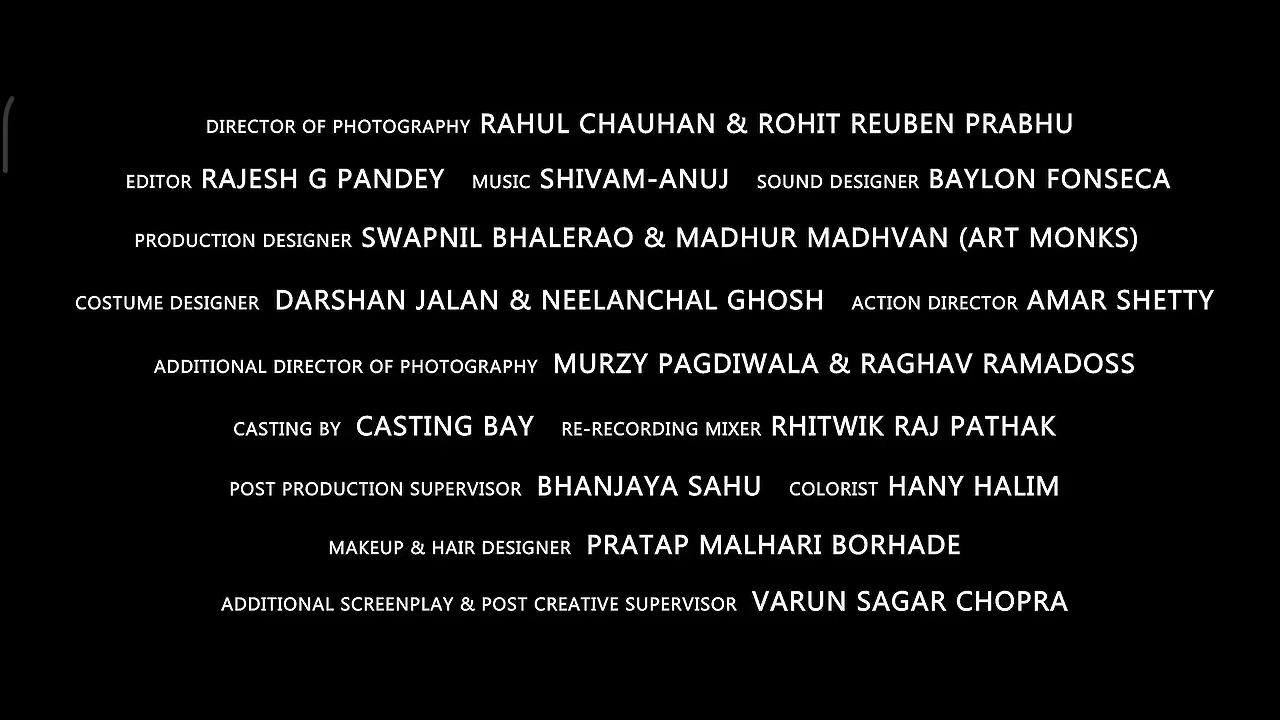 DIRECTOR OF PHOTOGRAPHY RAHUL CHAUHAN & ROHIT REUBEN PRABHU
EDITOR RAJESH G PANDEY MUSIC SHIVAM-ANUJ SOUND DESIGNER BAYLON FONSECA
PRODUCTION DESIGNER SWAPNIL BHALERAO & MADHUR MADHVAN (ART MONKS)
COSTUME DESIGNER DARSHAN JALAN & NEELANCHAL GHOSH ACTION DIRECTOR AMAR SHETTY
ADDITIONAL DIRECTOR OF PHOTOGRAPHY MURZY PAGDIWALA & RAGHAV RAMADOSS
CASTING BY CASTING BAY RE-RECORDING MIXER RHITWIK RAJ PATHAK
POST PRODUCTION SUPERVISOR BHANJAYA SAHU COLORIST HANY HALIM
MAKEUP & HAIR DESIGNER PRATAP MALHARI BORHADE
ADDITIONAL SCREENPLAY & POST CREATIVE SUPERVISOR VARUN SAGAR CHOPRA